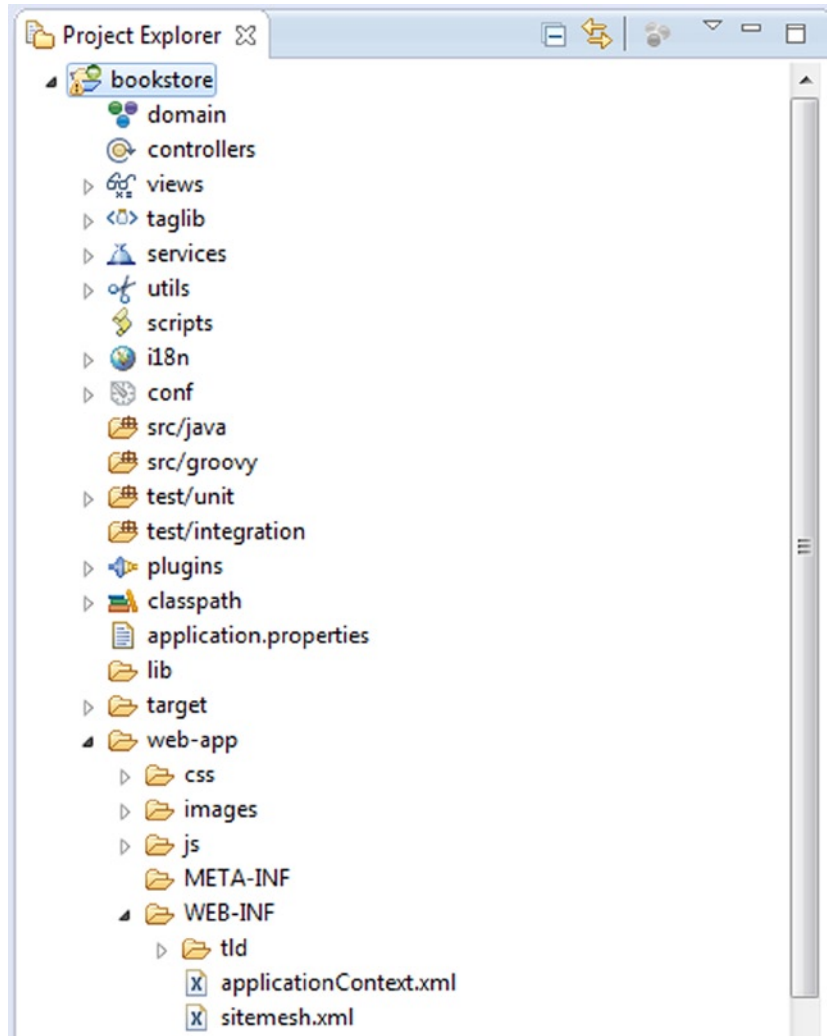 Project Explorer
bookstore
domain
controllers
views
taglib
services
utils
scripts
i18n
conf
src/java
src/groovy
test/unit
test/integration
plugins
classpath
application.properties
lib
target
web-app
css
images
js
META-INF
WEB-INF
tld
applicationContext.xml
sitemesh.xml